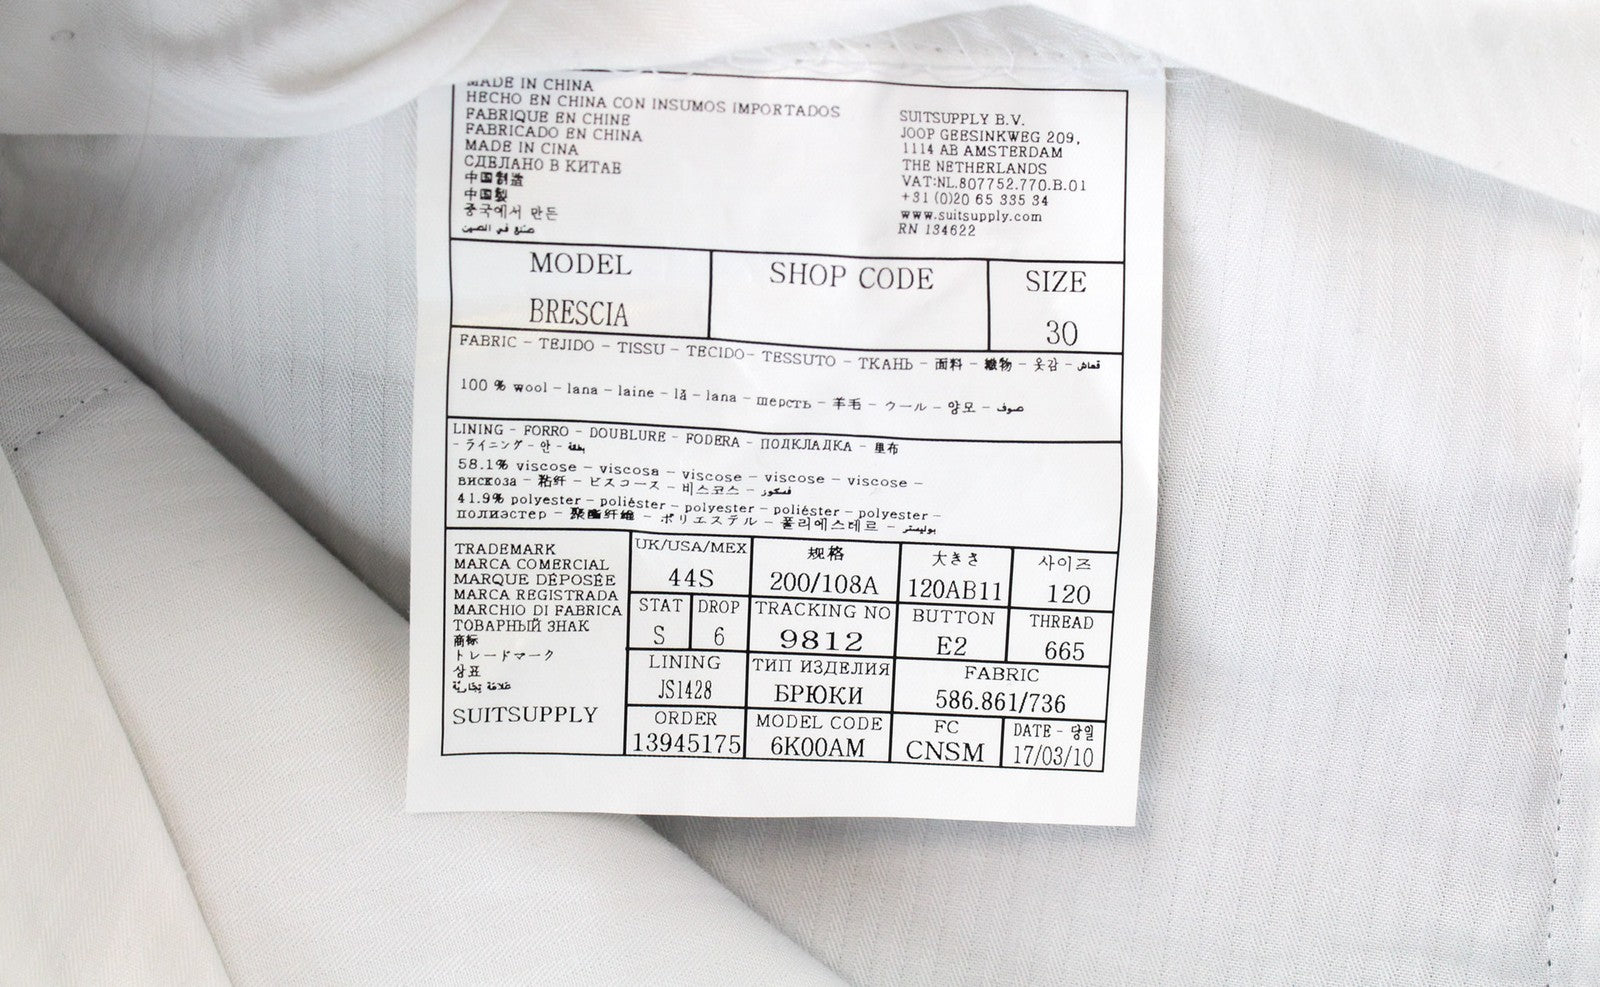 MADE IN CHINA
HECHO EN CHINA CON INSUMOS IMPORTADOS
FABRIQUE EN CHINE
FABRICADO EN CHINA
MADE IN CINA
СДЕЛАНО В КИТАЕ
中国制造
中国製
중국에서 만든
صنع في الصين
SUITSUPPLY B.V.
JOOP GEESINKWEG 209,
1114 AB AMSTERDAM
THE NETHERLANDS
VAT:NL.807752.770.B.01
+31 (0)20 65 335 34
www.suitsupply.com
RN 134622
MODEL
BRESCIA
SHOP CODE
SIZE
30
FABRIC - TEJIDO - TISSU - TECIDO- TESSUTO - ТКАНЬ - 面料 - 織物 - 옷감 - قماش
100 % wool - lana - laine - lã - lana - шерсть - 羊毛 - ウール - 양모 - صوف
LINING - FORRO - DOUBLURE - FODERA - ПОДКЛАДКА - 里布
- ライニング - 안 - بطانة
58.1% viscose - viscosa - viscose - viscose - viscose -
вискоза - 粘纤 - ビスコース - 비스코스 - فسكوز
41.9% polyester - poliéster - polyester - poliéster - polyester -
полиэстер - 聚酯纤维 - ポリエステル - 폴리에스테르 - بوليستر
TRADEMARK
MARCA COMERCIAL
MARQUE DÉPOSÉE
MARCA REGISTRADA
MARCHIO DI FABRICA
ТОВАРНЫЙ ЗНАК
商标
トレードマーク
상표
علامة تجارية
SUITSUPPLY
UK/USA/MEX
44S
规格
200/108A
大きさ
120AB11
사이즈
120
STAT
S
DROP
6
TRACKING NO
9812
BUTTON
E2
THREAD
665
LINING
JS1428
ТИП ИЗДЕЛИЯ
БРЮКИ
FABRIC
586.861/736
ORDER
13945175
MODEL CODE
6K00AM
FC
CNSM
DATE - 당일
17/03/10